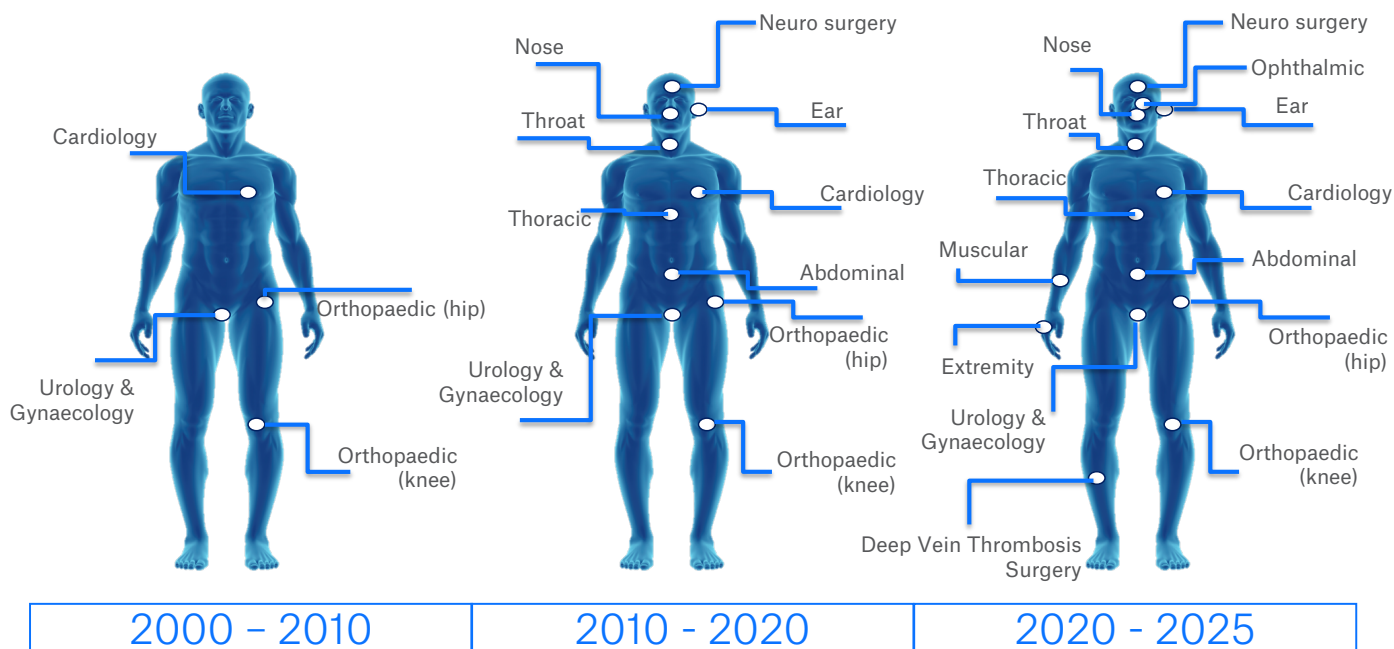 Cardiology
Orthopaedic (hip)
Urology &
Gynaecology
Orthopaedic
(knee)
2000 – 2010
Neuro surgery
Nose
Ear
Throat
Cardiology
Thoracic
Abdominal
Orthopaedic
(hip)
Urology &
Gynaecology
Orthopaedic
(knee)
2010 - 2020
Neuro surgery
Nose
Ophthalmic
Ear
Throat
Thoracic
Cardiology
Muscular
Abdominal
Orthopaedic
(hip)
Extremity
Urology &
Gynaecology
Orthopaedic
(knee)
Deep Vein Thrombosis
Surgery
2020 - 2025